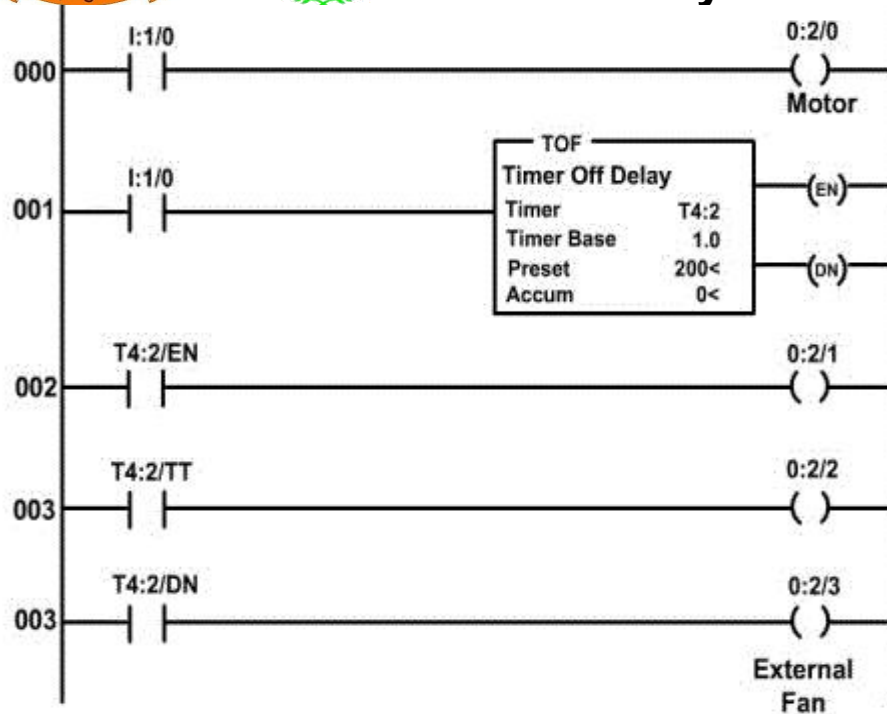 I:1/0
0:2/0
000
Motor
TOF
I:1/0
Timer Off Delay
EN
001
Timer T4:2
Timer Base 1.0
Preset 200<
DN
Accum 0<
T4:2/EN
0:2/1
002
T4:2/TT
0:2/2
003
T4:2/DN
0:2/3
003
External
Fan